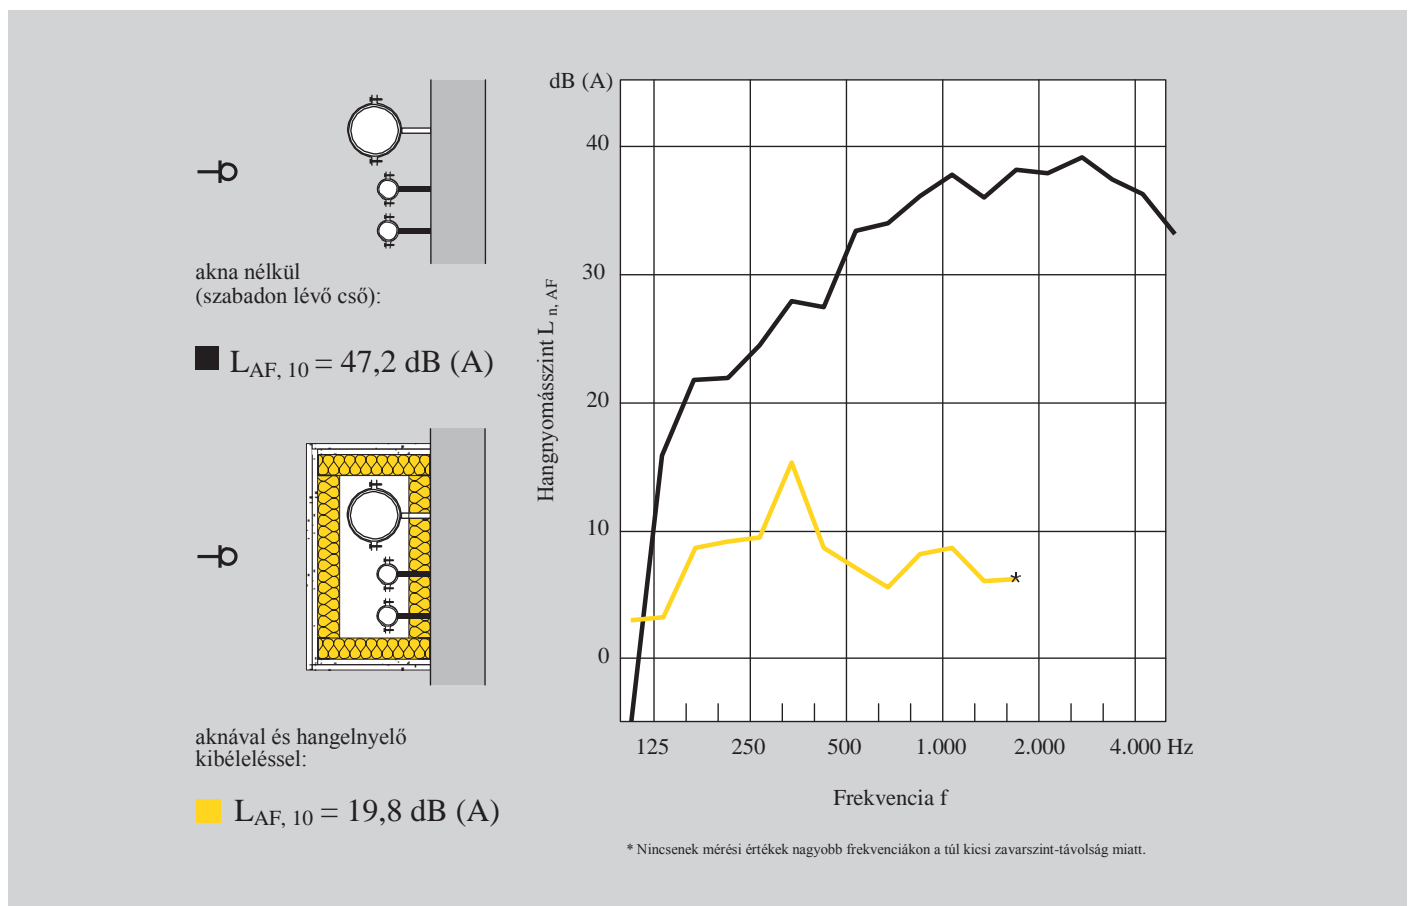 akna nélkül
(szabadon lévő cső):
L AF, 10 = 47,2 dB (A)
aknával és hangelnyelő
kibéleléssel:
L AF, 10 = 19,8 dB (A)
dB (A)
40
30
20
10
0
Hangnyomásszint L n, AF
*
125 250 500 1.000 2.000 4.000 Hz
Frekvencia f
* Nincsenek mérési értékek nagyobb frekvenciákon a túl kicsi zavarszint-távolság miatt.